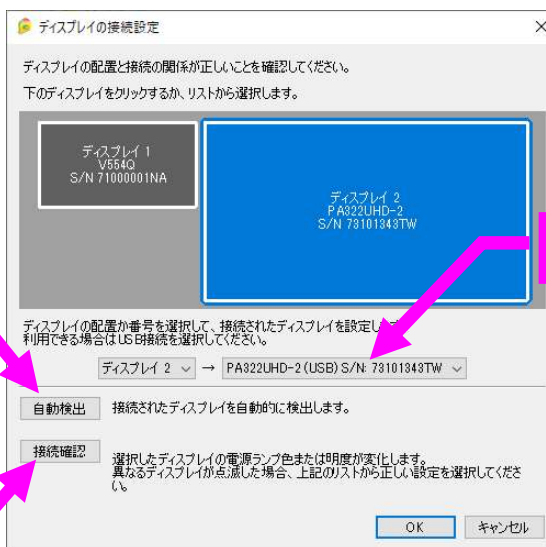 ディスプレイの接続設定
ディスプレイの配置と接続の関係が正しいことを確認してください。
下のディスプレイをクリックするか、リストから選択します。
ディスプレイ 1
V554Q
S/N 71000001NA
ディスプレイ 2
PA322UHD-2
S/N 73101343TW
ディスプレイの配置か番号を選択して、接続されたディスプレイを設定し
利用できる場合はUSB接続を選択してください。
ディスプレイ 2 → PA322UHD-2 (USB) S/N: 73101343TW
自動検出 接続されたディスプレイを自動的に検出します。
接続確認
選択したディスプレイの電源ランプ色または明度が変化します。
異なるディスプレイが点滅した場合、上記のリストから正しい設定を選択してくださ
い。
OK キャンセル